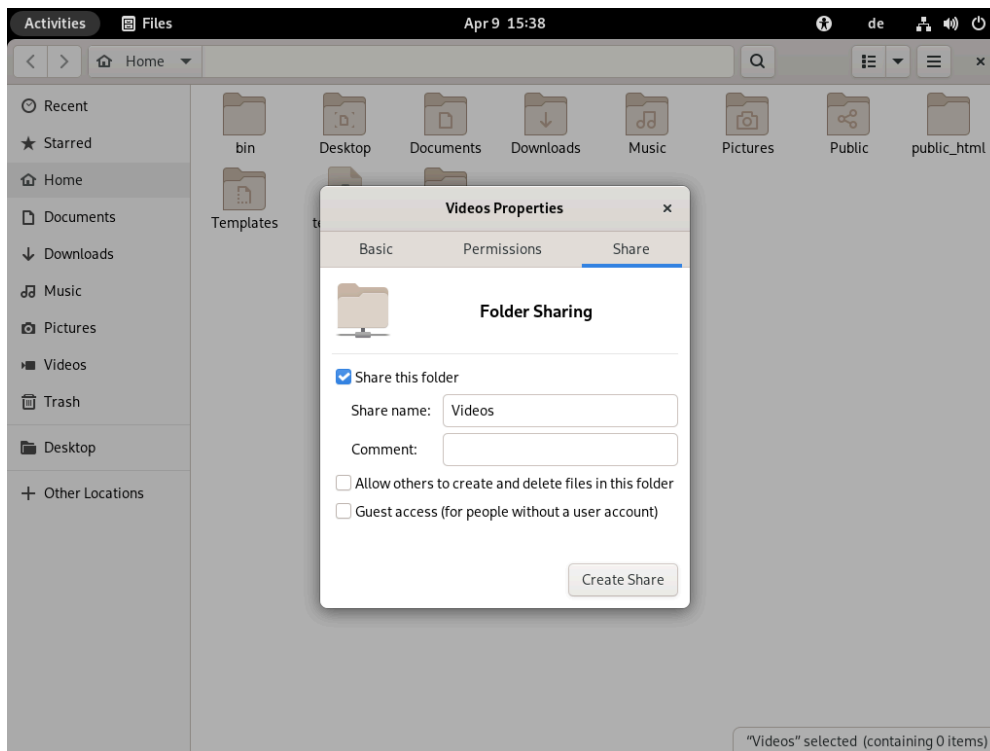 Activities Files Apr 9 15:38 de
Home
Recent
Starred
Home
Documents
Downloads
Music
Pictures
Videos
Trash
Desktop
Other Locations
bin Desktop Documents Downloads Music Pictures Public public_html
Templates
Videos Properties
Basic Permissions Share
Folder Sharing
Share this folder
Share name: Videos
Comment:
Allow others to create and delete files in this folder
Guest access (for people without a user account)
Create Share
“Videos” selected (containing 0 items)